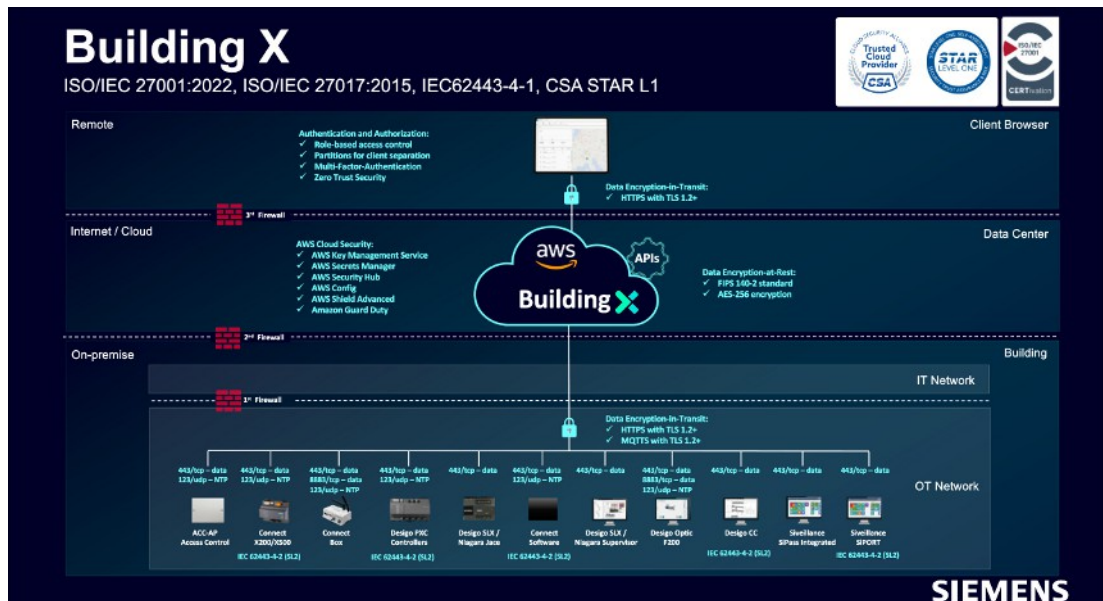 Building X
ISO/IEC 27001:2022, ISO/IEC 27017:2015, IEC62443-4-1, CSA STAR L1
CLOUD SECURITY ALLIANCE
Trusted
Cloud
Provider
CSA
STAR
LEVEL ONE
ISO/IEC
27001
CERTivation
Remote
Client Browser
Authentication and Authorization:
✓ Role-based access control
✓ Partitions for client separation
✓ Multi-Factor-Authentication
✓ Zero Trust Security
Data Encryption-in-Transit:
✓ HTTPS with TLS 1.2+
3rd Firewall
Internet / Cloud
Data Center
AWS Cloud Security:
✓ AWS Key Management Service
✓ AWS Secrets Manager
✓ AWS Security Hub
✓ AWS Config
✓ AWS Shield Advanced
✓ Amazon Guard Duty
aws
APIs
Building X
Data Encryption-at-Rest:
✓ FIPS 140-2 standard
✓ AES-256 encryption
2nd Firewall
On-premise
Building
IT Network
1st Firewall
Data Encryption-in-Transit:
✓ HTTPS with TLS 1.2+
✓ MQTTS with TLS 1.2+
OT Network
443/tcp – data
123/udp – NTP
ACC-AP
Access Control
443/tcp – data
123/udp – NTP
Connect
X200/X300
IEC 62443-4-2 (SL2)
443/tcp – data
8883/tcp – data
123/udp – NTP
Connect
Box
443/tcp – data
123/udp – NTP
Desigo PXC
Controllers
IEC 62443-4-2 (SL2)
443/tcp – data
Desigo SLX /
Niagara Jace
443/tcp – data
123/udp – NTP
Connect
Software
IEC 62443-4-2 (SL2)
443/tcp – data
Desigo SLX /
Niagara Supervisor
443/tcp – data
8883/tcp – data
123/udp – NTP
Desigo Optic
F200
443/tcp – data
Desigo CC
IEC 62443-4-2 (SL2)
443/tcp – data
Siveillance
SiPass Integrated
443/tcp – data
Siveillance
SiPORT
IEC 62443-4-2 (SL2)
SIEMENS